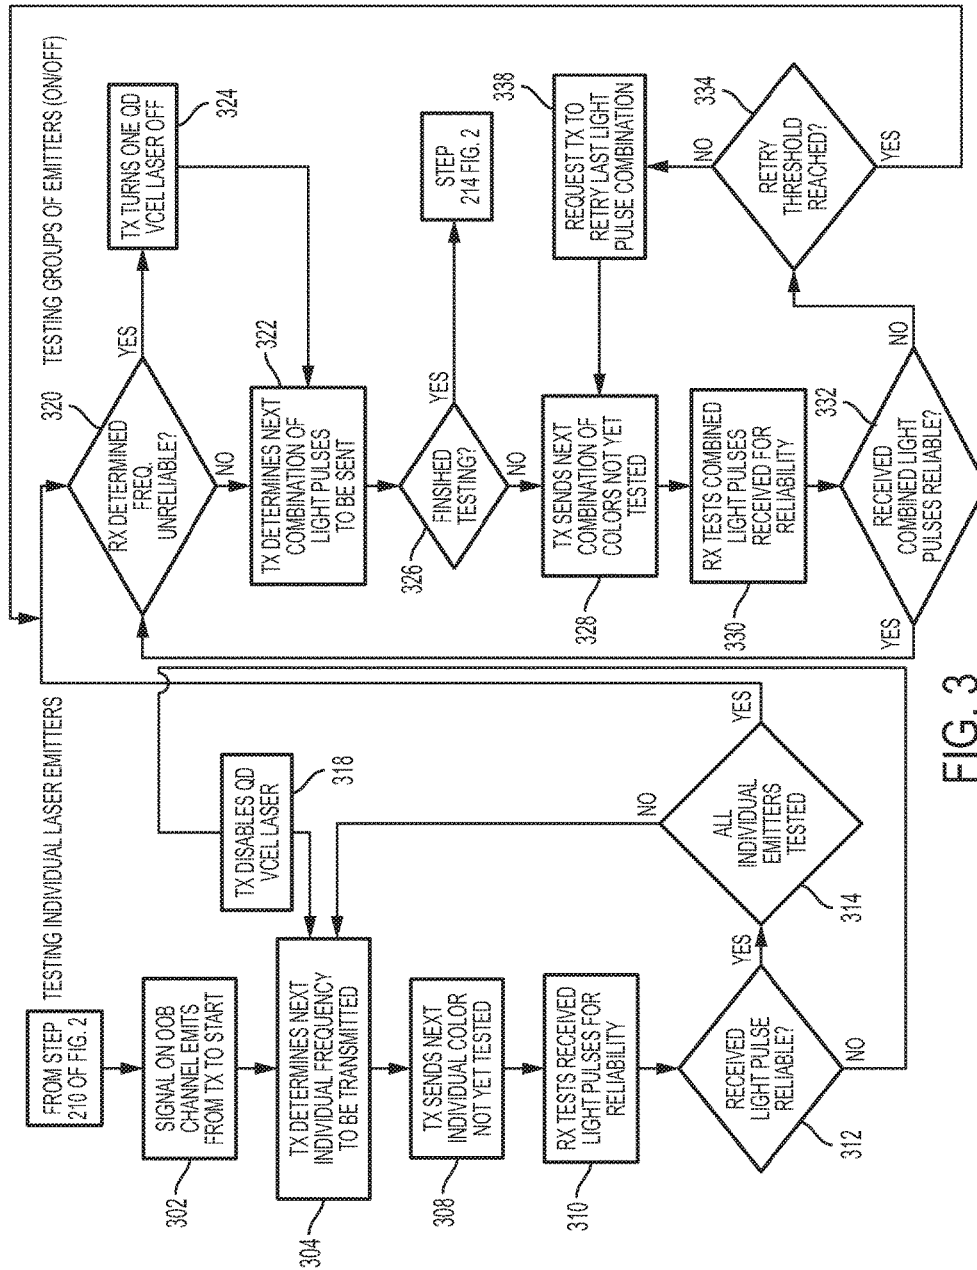 TESTING INDIVIDUAL LASER EMITTERS
FROM STEP
210 OF FIG. 2
SIGNAL ON OOB
CHANNEL EMITS
FROM TX TO START
302
TX DETERMINES NEXT
INDIVIDUAL FREQUENCY
TO BE TRANSMITTED
304
TX DISABLES QD
VCEL LASER
318
TX SENDS NEXT
INDIVIDUAL COLOR
NOT YET TESTED
308
RX TESTS RECEIVED
LIGHT PULSES FOR
RELIABILITY
310
RECEIVED
LIGHT PULSE
RELIABLE?
312
YES
NO
ALL
INDIVIDUAL
EMITTERS
TESTED
314
NO
YES
TESTING GROUPS OF EMITTERS (ON/OFF)
320
RX DETERMINED
FREQ.
UNRELIABLE?
YES
NO
TX TURNS ONE QD
VCEL LASER OFF
324
322
TX DETERMINES NEXT
COMBINATION OF
LIGHT PULSES
TO BE SENT
FINSIHED
TESTING?
326
YES
NO
STEP
214 FIG. 2
TX SENDS NEXT
COMBINATION OF
COLORS NOT YET
TESTED
328
338
REQUEST TX TO
RETRY LAST LIGHT
PULSE COMBINATION
RX TESTS COMBINED
LIGHT PULSES
RECEIVED FOR
RELIABILITY
330
332
RECEIVED
COMBINED LIGHT
PULSES RELIABLE?
YES
NO
334
RETRY
THRESHOLD
REACHED?
NO
YES
FIG. 3